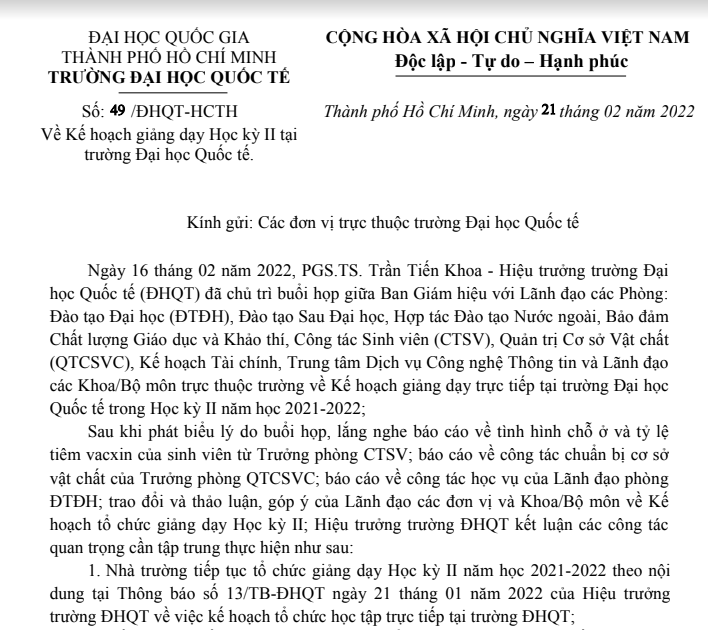 ĐẠI HỌC QUỐC GIA
THÀNH PHỐ HỒ CHÍ MINH
TRƯỜNG ĐẠI HỌC QUỐC TẾ
Số: 49 /ĐHQT-HCTH
Về Kế hoạch giảng dạy Học kỳ II tại
trường Đại học Quốc tế.
CỘNG HÒA XÃ HỘI CHỦ NGHĨA VIỆT NAM
Độc lập - Tự do – Hạnh phúc
Thành phố Hồ Chí Minh, ngày 21 tháng 02 năm 2022
Kính gửi: Các đơn vị trực thuộc trường Đại học Quốc tế
Ngày 16 tháng 02 năm 2022, PGS.TS. Trần Tiến Khoa - Hiệu trưởng trường Đại
học Quốc tế (ĐHQT) đã chủ trì buổi họp giữa Ban Giám hiệu với Lãnh đạo các Phòng:
Đào tạo Đại học (ĐTĐH), Đào tạo Sau Đại học, Hợp tác Đào tạo Nước ngoài, Bảo đảm
Chất lượng Giáo dục và Khảo thí, Công tác Sinh viên (CTSV), Quản trị Cơ sở Vật chất
(QTCSVC), Kế hoạch Tài chính, Trung tâm Dịch vụ Công nghệ Thông tin và Lãnh đạo
các Khoa/Bộ môn trực thuộc trường về Kế hoạch giảng dạy trực tiếp tại trường Đại học
Quốc tế trong Học kỳ II năm học 2021-2022;
Sau khi phát biểu lý do buổi họp, lắng nghe báo cáo về tình hình chỗ ở và tỷ lệ
tiêm vacxin của sinh viên từ Trưởng phòng CTSV; báo cáo về công tác chuẩn bị cơ sở
vật chất của Trưởng phòng QTCSVC; báo cáo về công tác học vụ của Lãnh đạo phòng
ĐTĐH; trao đổi và thảo luận, góp ý của Lãnh đạo các đơn vị và Khoa/Bộ môn về Kế
hoạch tổ chức giảng dạy Học kỳ II; Hiệu trưởng trường ĐHQT kết luận các công tác
quan trọng cần tập trung thực hiện như sau:
1. Nhà trường tiếp tục tổ chức giảng dạy Học kỳ II năm học 2021-2022 theo nội
dung tại Thông báo số 13/TB-ĐHQT ngày 21 tháng 01 năm 2022 của Hiệu trưởng
trường ĐHQT về việc kế hoạch tổ chức học tập trực tiếp tại trường ĐHQT;